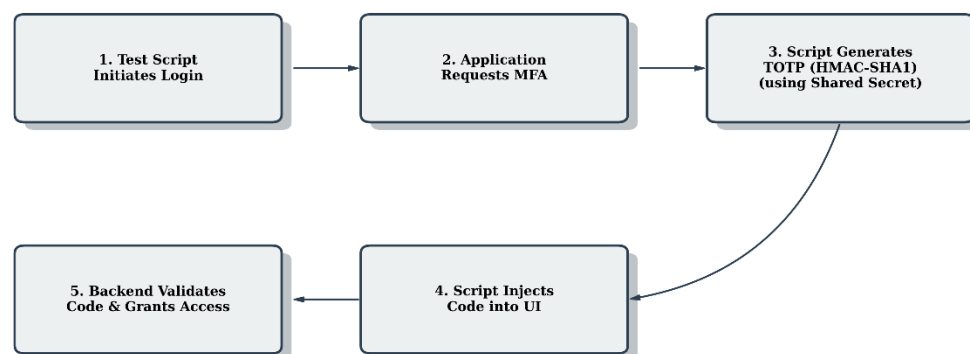 1. Test Script
Initiates Login
2. Application
Requests MFA
3. Script Generates
TOTP (HMAC-SHA1)
(using Shared Secret)
4. Script Injects
Code into UI
5. Backend Validates
Code & Grants Access